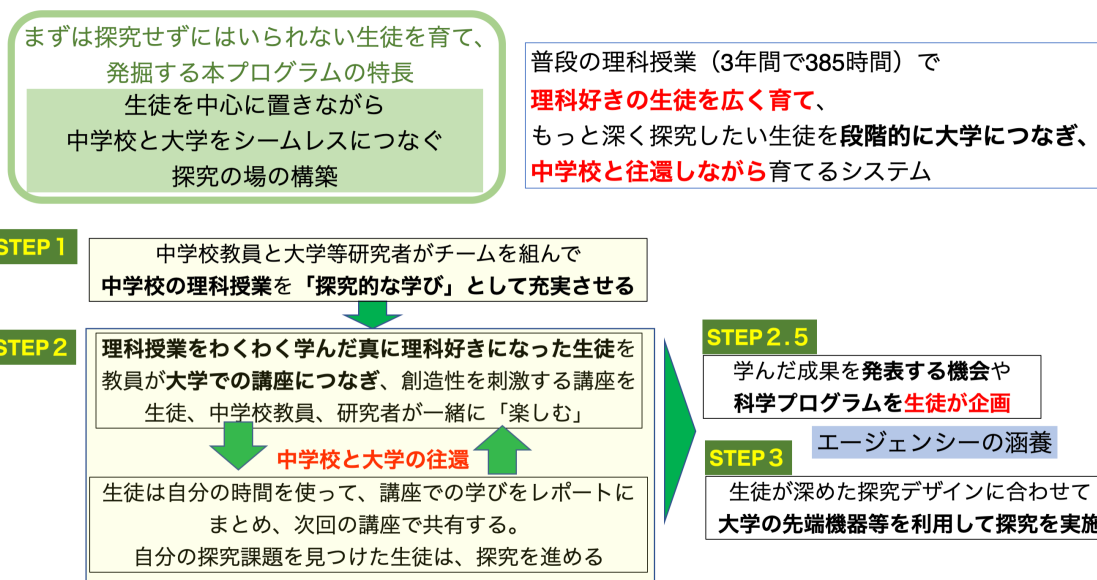 まずは探究せずにはいられない生徒を育て、
発掘する本プログラムの特長
生徒を中心に置きながら
中学校と大学をシームレスにつなぐ
探究の場の構築
普段の理科授業（3年間で385時間）で
理科好きの生徒を広く育て、
もっと深く探究したい生徒を段階的に大学につなぎ、
中学校と往還しながら育てるシステム
STEP１
中学校教員と大学等研究者がチームを組んで
中学校の理科授業を「探究的な学び」として充実させる
STEP２
理科授業をわくわく学んだ真に理科好きになった生徒を
教員が大学での講座につなぎ、創造性を刺激する講座を
生徒、中学校教員、研究者が一緒に「楽しむ」
中学校と大学の往還
生徒は自分の時間を使って、講座での学びをレポートに
まとめ、次回の講座で共有する。
自分の探究課題を見つけた生徒は、探究を進める
STEP２.５
学んだ成果を発表する機会や
科学プログラムを生徒が企画
エージェンシーの涵養
STEP３
生徒が深めた探究デザインに合わせて
大学の先端機器等を利用して探究を実施